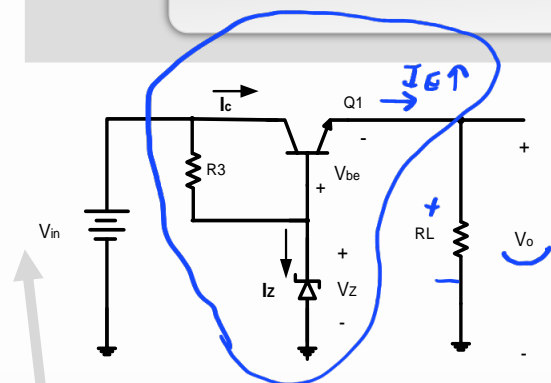 IE↑
Ic
Q1
-
R3
Vbe
+
+
Vin
+
RL
Vo
+
Iz
Vz
-
-
-